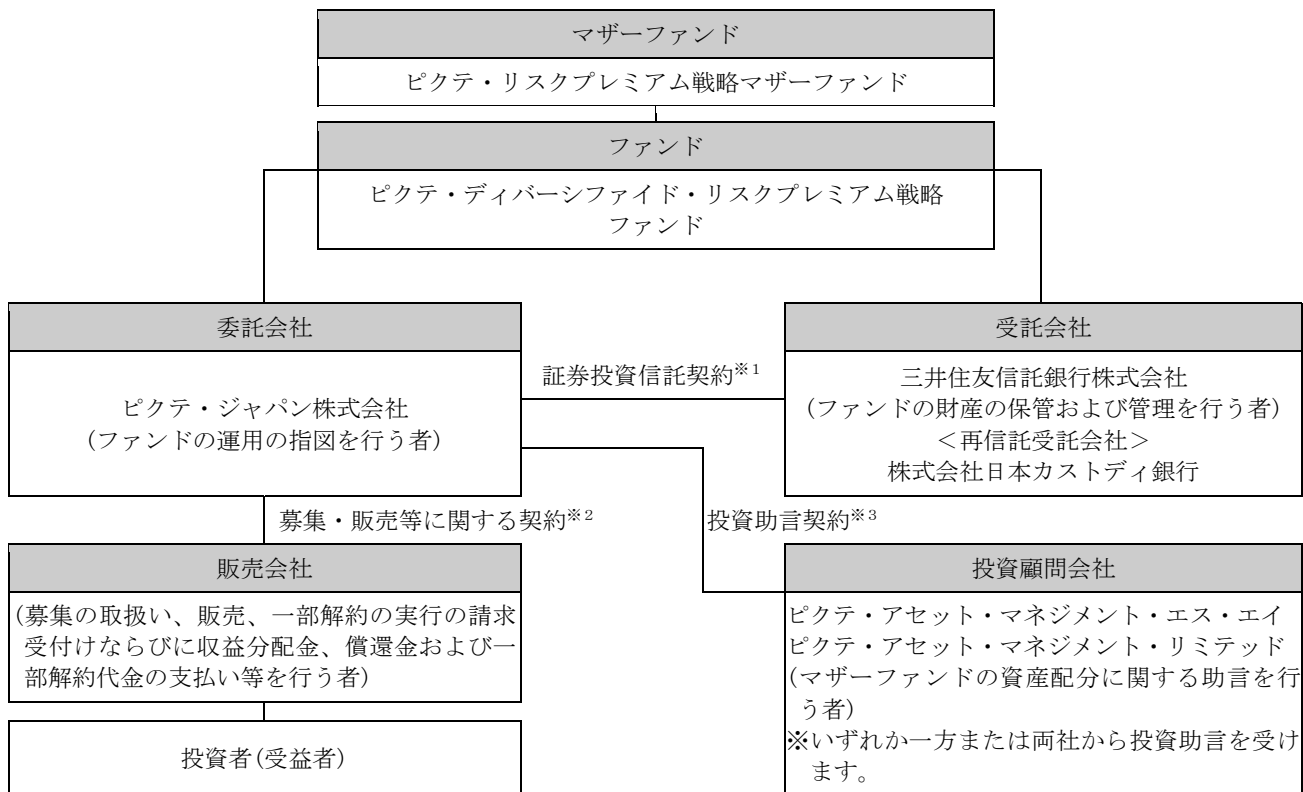 マザーファンド
ピクテ・リスクプレミアム戦略マザーファンド
ファンド
ピクテ・ディバーシファイド・リスクプレミアム戦略
ファンド
委託会社
ピクテ・ジャパン株式会社
(ファンドの運用の指図を行う者)
証券投資信託契約※1
受託会社
三井住友信託銀行株式会社
(ファンドの財産の保管および管理を行う者)
<再信託受託会社>
株式会社日本カストディ銀行
募集・販売等に関する契約※2
投資助言契約※3
販売会社
(募集の取扱い、販売、一部解約の実行の請求
受付けならびに収益分配金、償還金および一
部解約代金の支払い等を行う者)
投資者(受益者)
投資顧問会社
ピクテ・アセット・マネジメント・エス・エイ
ピクテ・アセット・マネジメント・リミテッド
(マザーファンドの資産配分に関する助言を行
う者)
※いずれか一方または両社から投資助言を受け
ます。